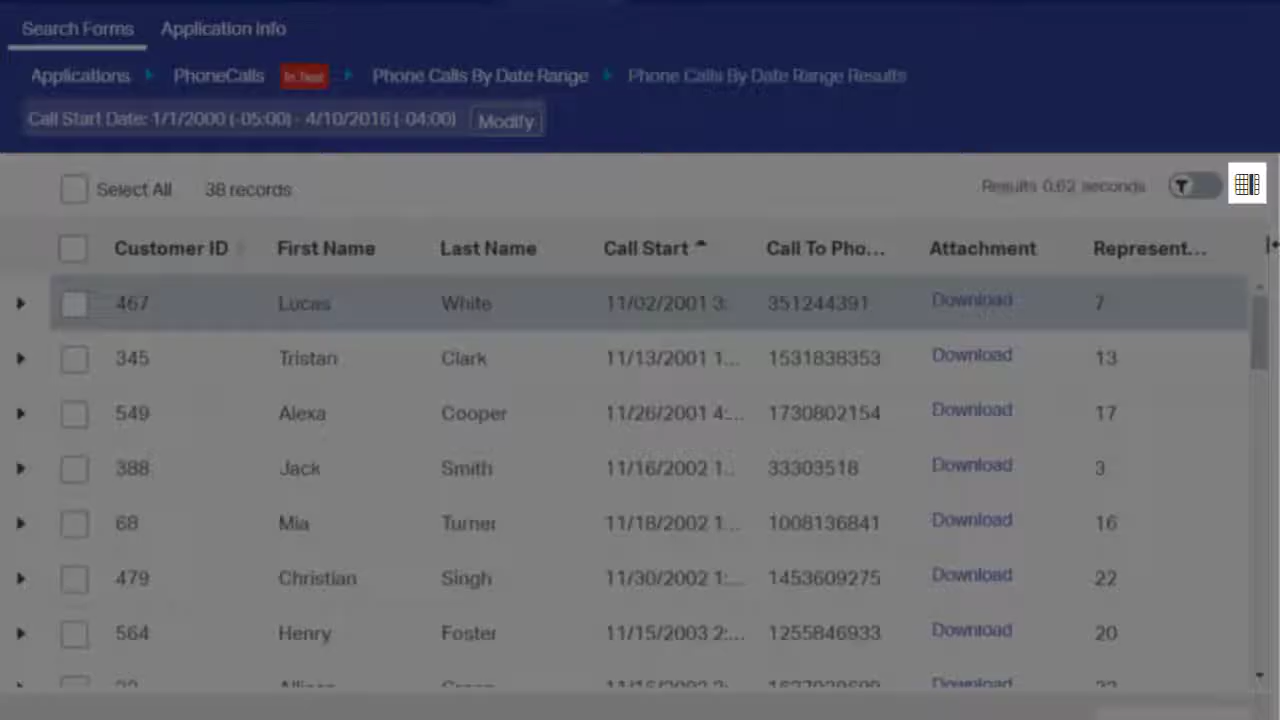 Search Forms Application Info
Applications PhoneCalls In Test Phone Calls By Date Range Phone Calls By Date Range Results
Call Start Date: 1/1/2000 (-05:00) - 4/10/2016 (-04:00) Modify
Select All 38 records Results 0.62 seconds
Customer ID First Name Last Name Call Start Call To Pho... Attachment Represent...
467 Lucas White 11/02/2001 3: 351244391 Download 7
345 Tristan Clark 11/13/2001 1... 1531838353 Download 13
549 Alexa Cooper 11/26/2001 4:... 1730802154 Download 17
388 Jack Smith 11/16/2002 1.. 33303518 Download 3
68 Mia Turner 11/18/2002 1... 1008136841 Download 16
479 Christian Singh 11/30/2002 1:... 1453609275 Download 22
564 Henry Foster 11/15/2003 2:... 1255846933 Download 20
Download